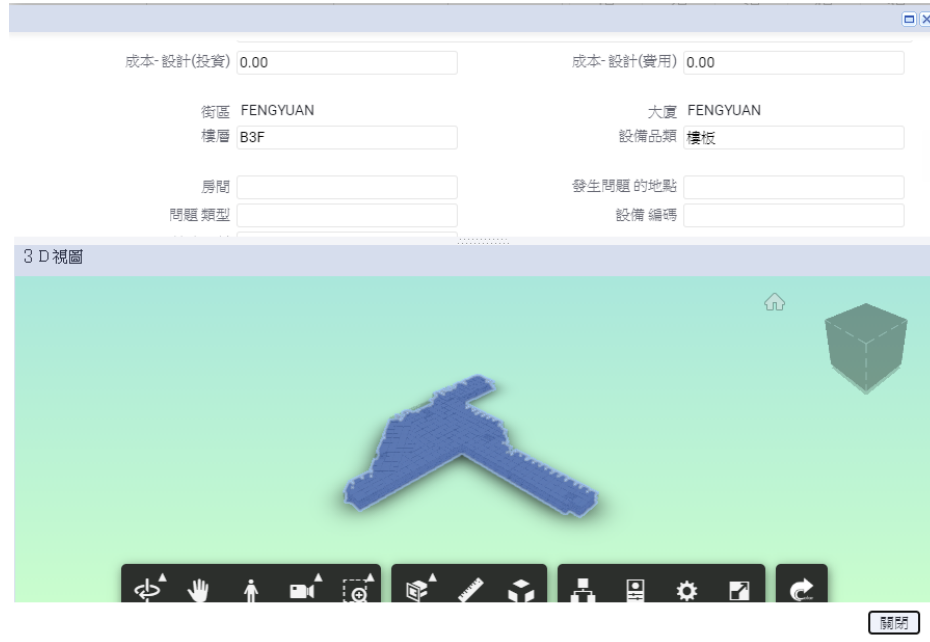 成本-設計(投資) 0.00 成本-設計(費用) 0.00
街區 FENGYUAN 大廈 FENGYUAN
樓層 B3F 設備品類 樓板
房間 發生問題的地點
問題 類型 設備 編碼
3D視圖
關閉